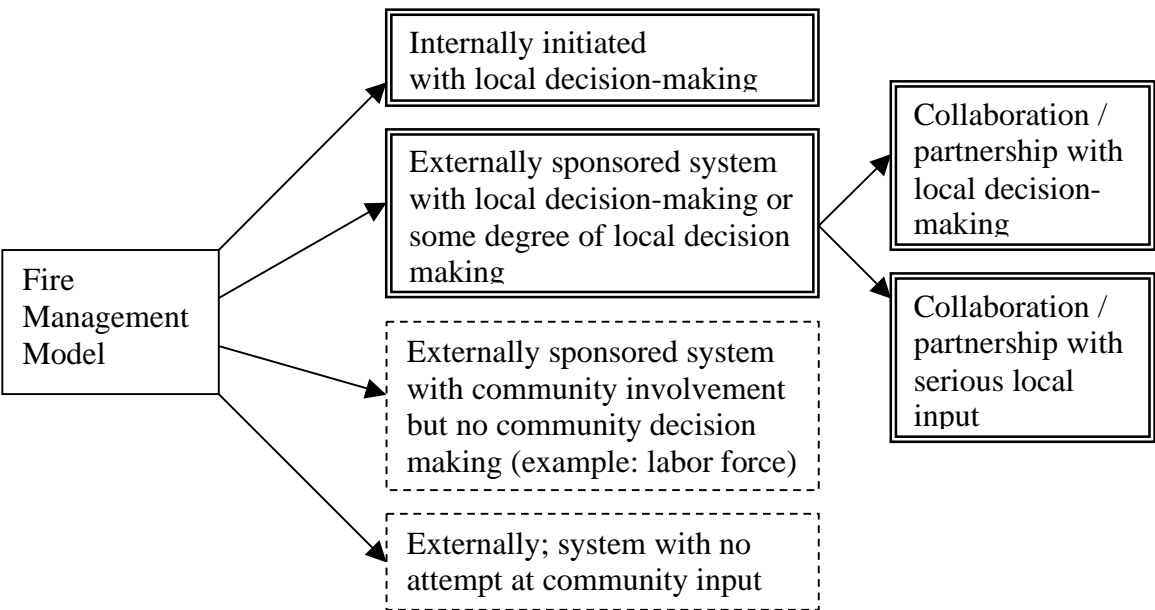 Internally initiated
with local decision-making
Externally sponsored system
with local decision-making or
some degree of local decision
making
Collaboration /
partnership with
local decision-
making
Collaboration /
partnership with
serious local
input
Fire
Management
Model
Externally sponsored system
with community involvement
but no community decision
making (example: labor force)
Externally; system with no
attempt at community input